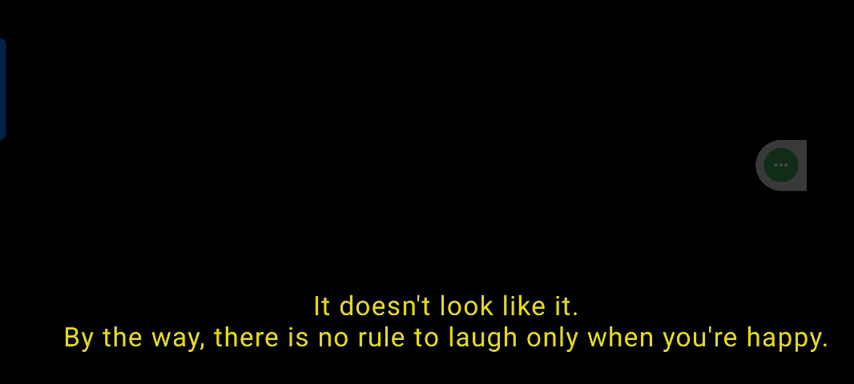 It doesn't look like it.
By the way, there is no rule to laugh only when you're happy.